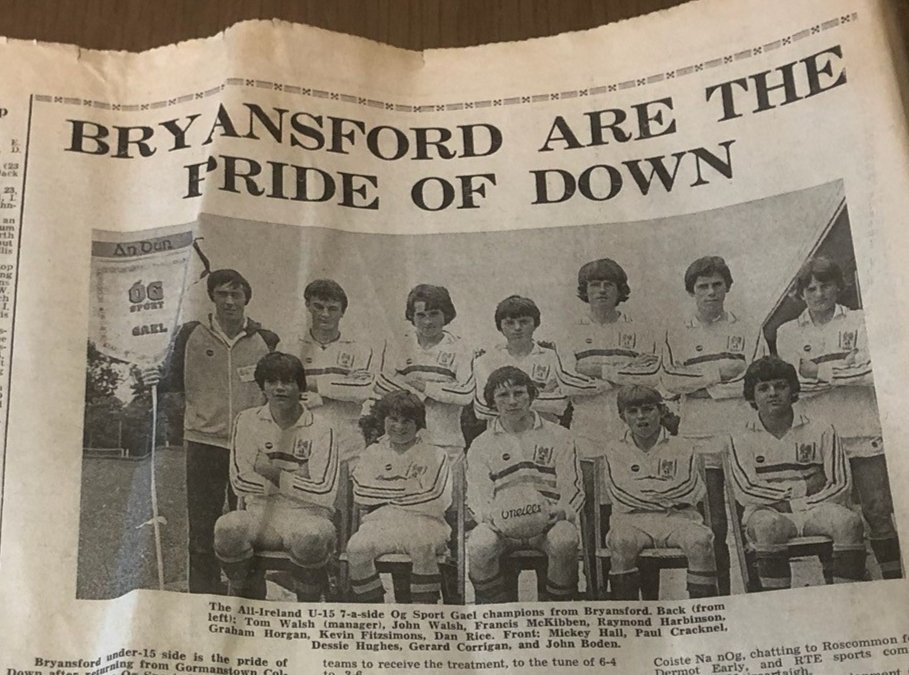 BRYANSFORD ARE THE
PRIDE OF DOWN
An Dún
ÓG
SPORT
GAEL
O'neills
The All-Ireland U-15 7-a-side Og Sport Gael champions from Bryansford. Back (from
left); Tom Walsh (manager), John Walsh, Francis McKibben, Raymond Harbinson,
Graham Horgan, Kevin Fitzsimons, Dan Rice. Front: Mickey Hall, Paul Cracknel,
Dessie Hughes, Gerard Corrigan, and John Boden.
Bryansford under-15 side is the pride of
Down after returning from Gormanstown Col-
teams to receive the treatment, to the tune of 6-4
Coiste Na nOg, chatting to Roscommon
Dermot Early, and RTE sports com